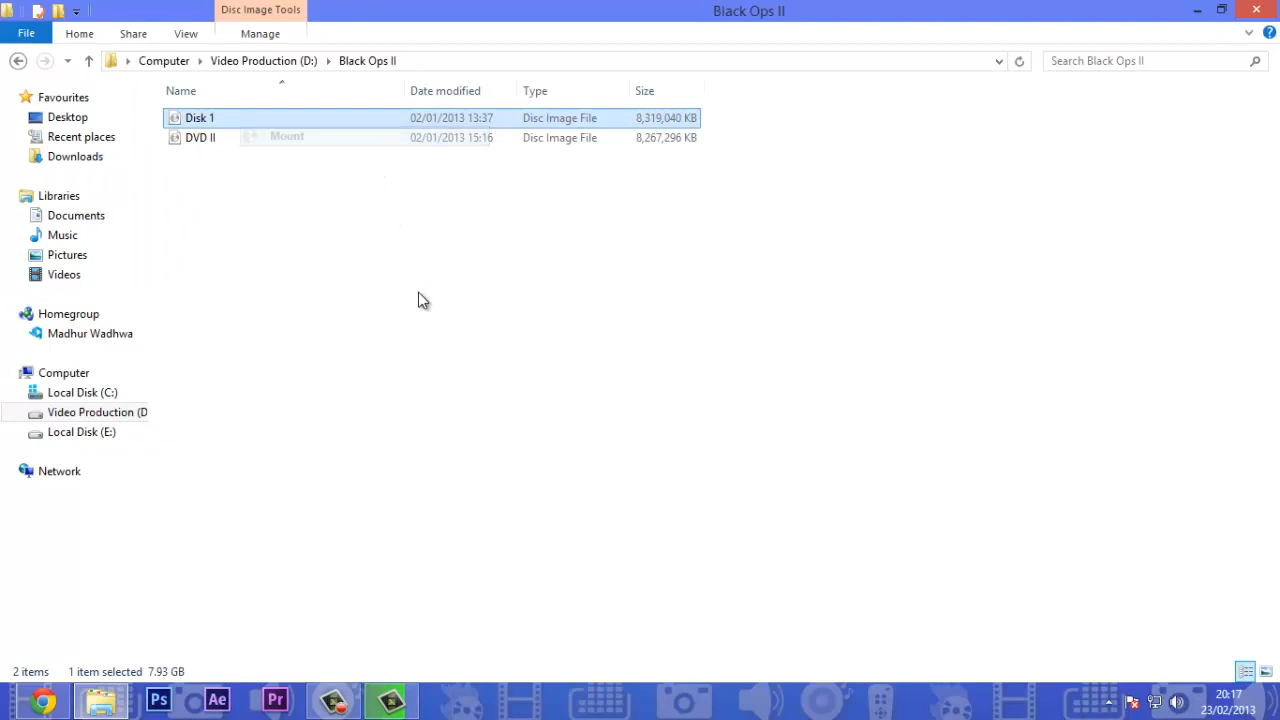 Disc Image Tools
Black Ops II
File Home Share View Manage
Computer Video Production (D:) Black Ops II
Search Black Ops II
Name Date modified Type Size
Disk 1 02/01/2013 13:37 Disc Image File 8,319,040 KB
DVD II 02/01/2013 15:16 Disc Image File 8,267,296 KB
Mount
Favourites
Desktop
Recent places
Downloads
Libraries
Documents
Music
Pictures
Videos
Homegroup
Madhur Wadhwa
Computer
Local Disk (C:)
Video Production (D
Local Disk (E:)
Network
2 items 1 item selected 7.93 GB
Ps Ae Pr
20:17
23/02/2013